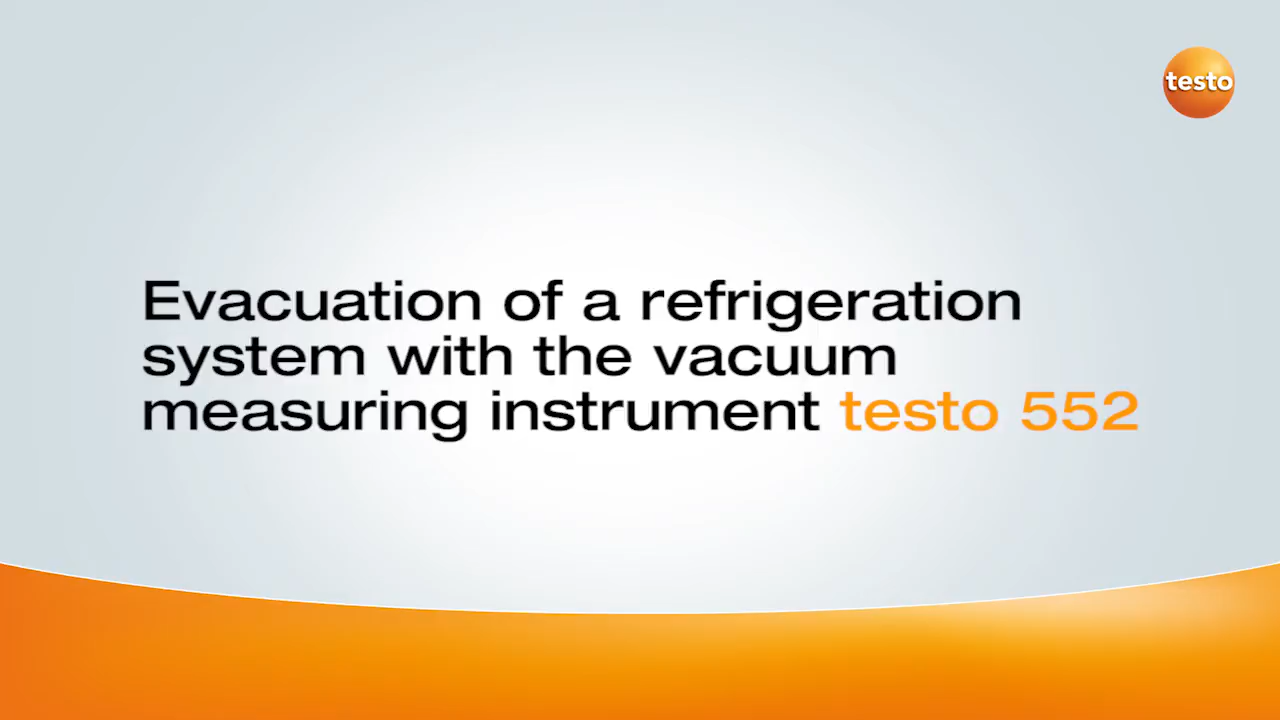 testo
Evacuation of a refrigeration
system with the vacuum
measuring instrument testo 552